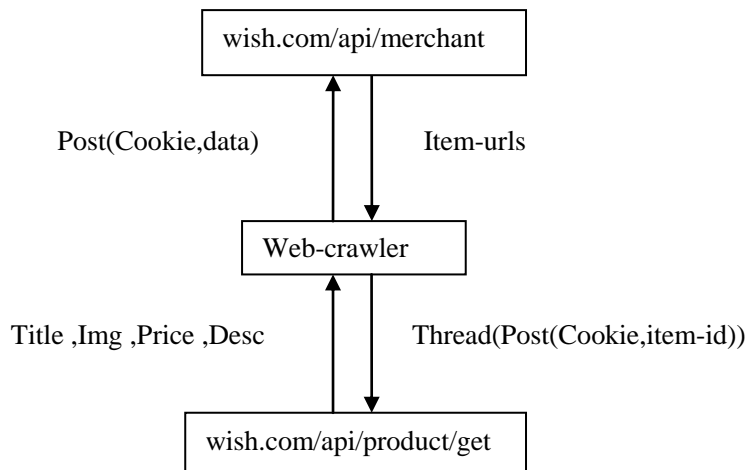 wish.com/api/merchant
Post(Cookie,data)
Item-urls
Web-crawler
Title ,Img ,Price ,Desc
Thread(Post(Cookie,item-id))
wish.com/api/product/get